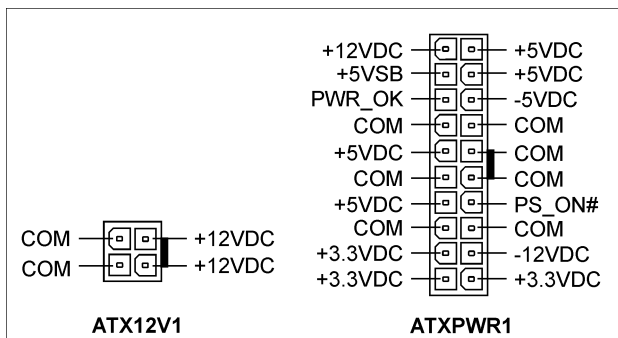 +12VDC +5VDC
+5VSB +5VDC
PWR_OK -5VDC
COM COM
+5VDC COM
COM COM
+5VDC PS_ON#
COM COM
+3.3VDC -12VDC
+3.3VDC +3.3VDC
COM +12VDC
COM +12VDC
ATX12V1 ATXPWR1